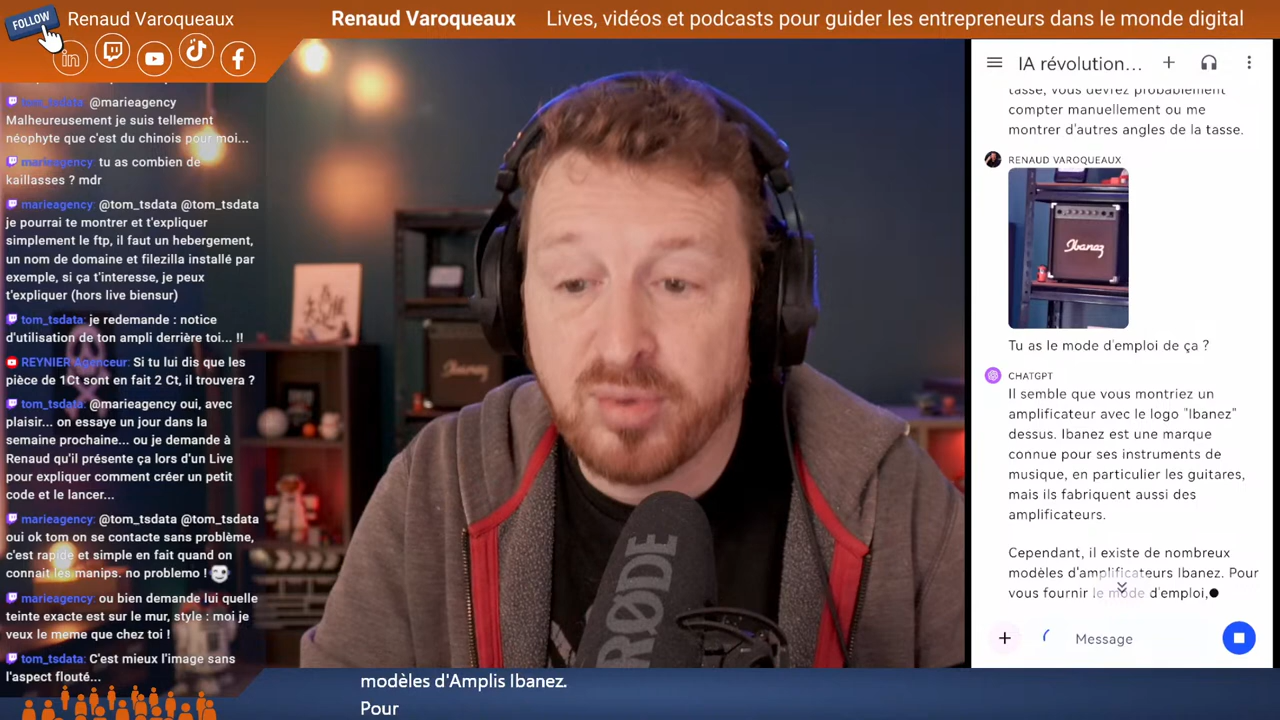 FOLLOW
Renaud Varoqueaux
Renaud Varoqueaux
Lives, vidéos et podcasts pour guider les entrepreneurs dans le monde digital
tom_tsdata: @marieagency
Malheureusement je suis tellement
néophyte que c'est du chinois pour moi...
marieagency: tu as combien de
kaillasses ? mdr
marieagency: @tom_tsdata @tom_tsdata
je pourrai te montrer et t'expliquer
simplement le ftp, il faut un hebergement,
un nom de domaine et filezilla installé par
exemple, si ça t'interesse, je peux
t'expliquer (hors live biensur)
tom_tsdata: je redemande : notice
d'utilisation de ton ampli derrière toi... !!
REYNIER Agenceur: Si tu lui dis que les
pièce de 1Ct sont en fait 2 Ct, il trouvera ?
tom_tsdata: @marieagency oui, avec
plaisir... on essaye un jour dans la
semaine prochaine... ou je demande à
Renaud qu'il présente ça lors d'un Live
pour expliquer comment créer un petit
code et le lancer...
marieagency: @tom_tsdata @tom_tsdata
oui ok tom on se contacte sans problème,
c'est rapide et simple en fait quand on
connait les manips. no problemo !
marieagency: ou bien demande lui quelle
teinte exacte est sur le mur, style : moi je
veux le meme que chez toi !
tom_tsdata: C'est mieux l'image sans
l'aspect flouté...
RØDE
modèles d'Amplis Ibanez.
Pour
IA révolution...
tasse, vous devrez probablement
compter manuellement ou me
montrer d'autres angles de la tasse.
RENAUD VAROQUEAUX
Ibanez
Tu as le mode d'emploi de ça ?
CHATGPT
Il semble que vous montriez un
amplificateur avec le logo "Ibanez"
dessus. Ibanez est une marque
connue pour ses instruments de
musique, en particulier les guitares,
mais ils fabriquent aussi des
amplificateurs.
Cependant, il existe de nombreux
modèles d'amplificateurs Ibanez. Pour
vous fournir le mode d'emploi,
Message